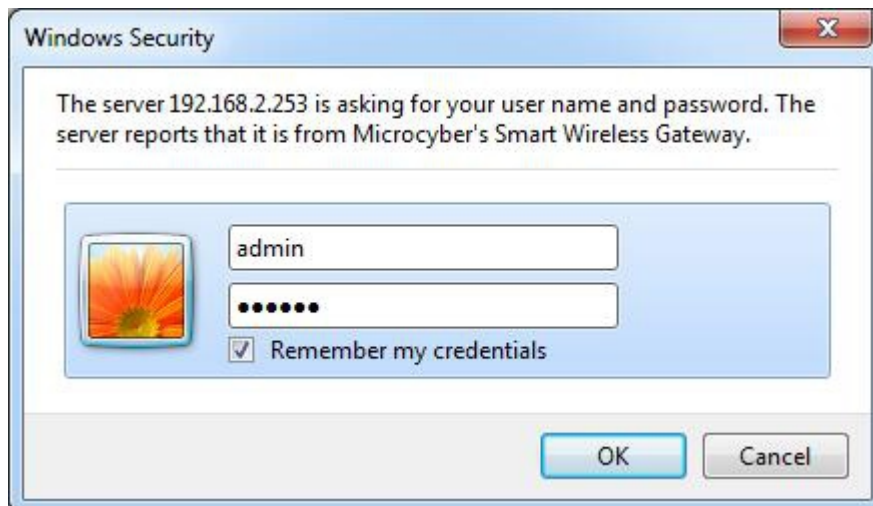 Windows Security
The server 192.168.2.253 is asking for your user name and password. The
server reports that it is from Microcyber's Smart Wireless Gateway.
admin
●●●●●●
Remember my credentials
OK
Cancel